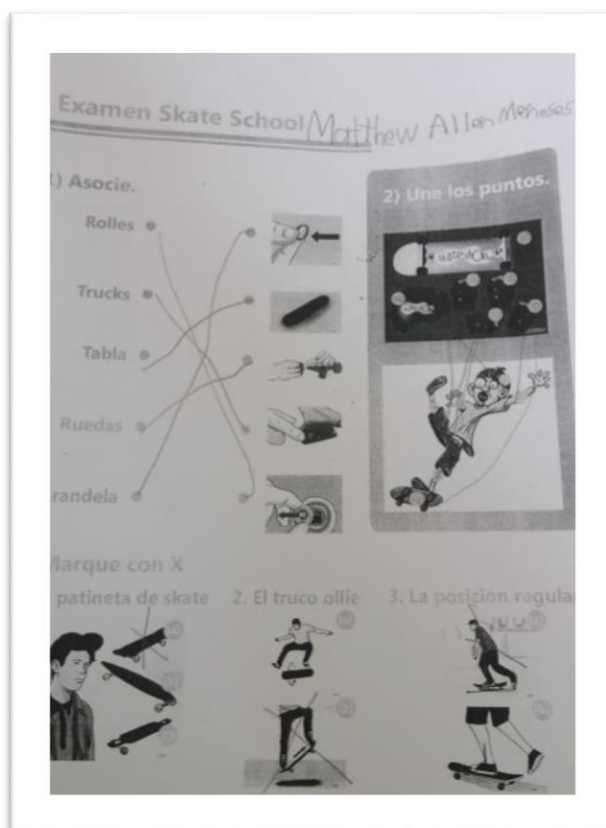 Examen Skate School Matthew Allan Meneses
1) Asocie.
2) Une los puntos.
Rolles
Trucks
Tabla
Ruedas
randela
Marque con X
patineta de skate
2. El truco ollie
3. La posición regula